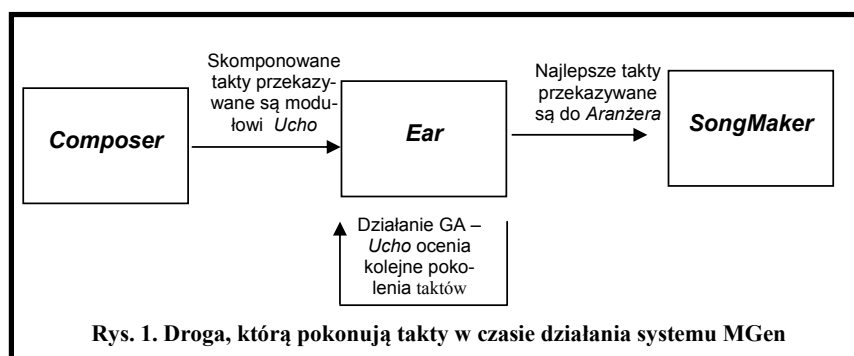 Skomponowane
takty przekazy-
wane są modu-
łowi Ucho
Najlepsze takty
przekazywane
są do Aranżera
Composer
Ear
SongMaker
Działanie GA –
Ucho ocenia
kolejne poko-
lenia taktów
Rys. 1. Droga, którą pokonują takty w czasie działania systemu MGen